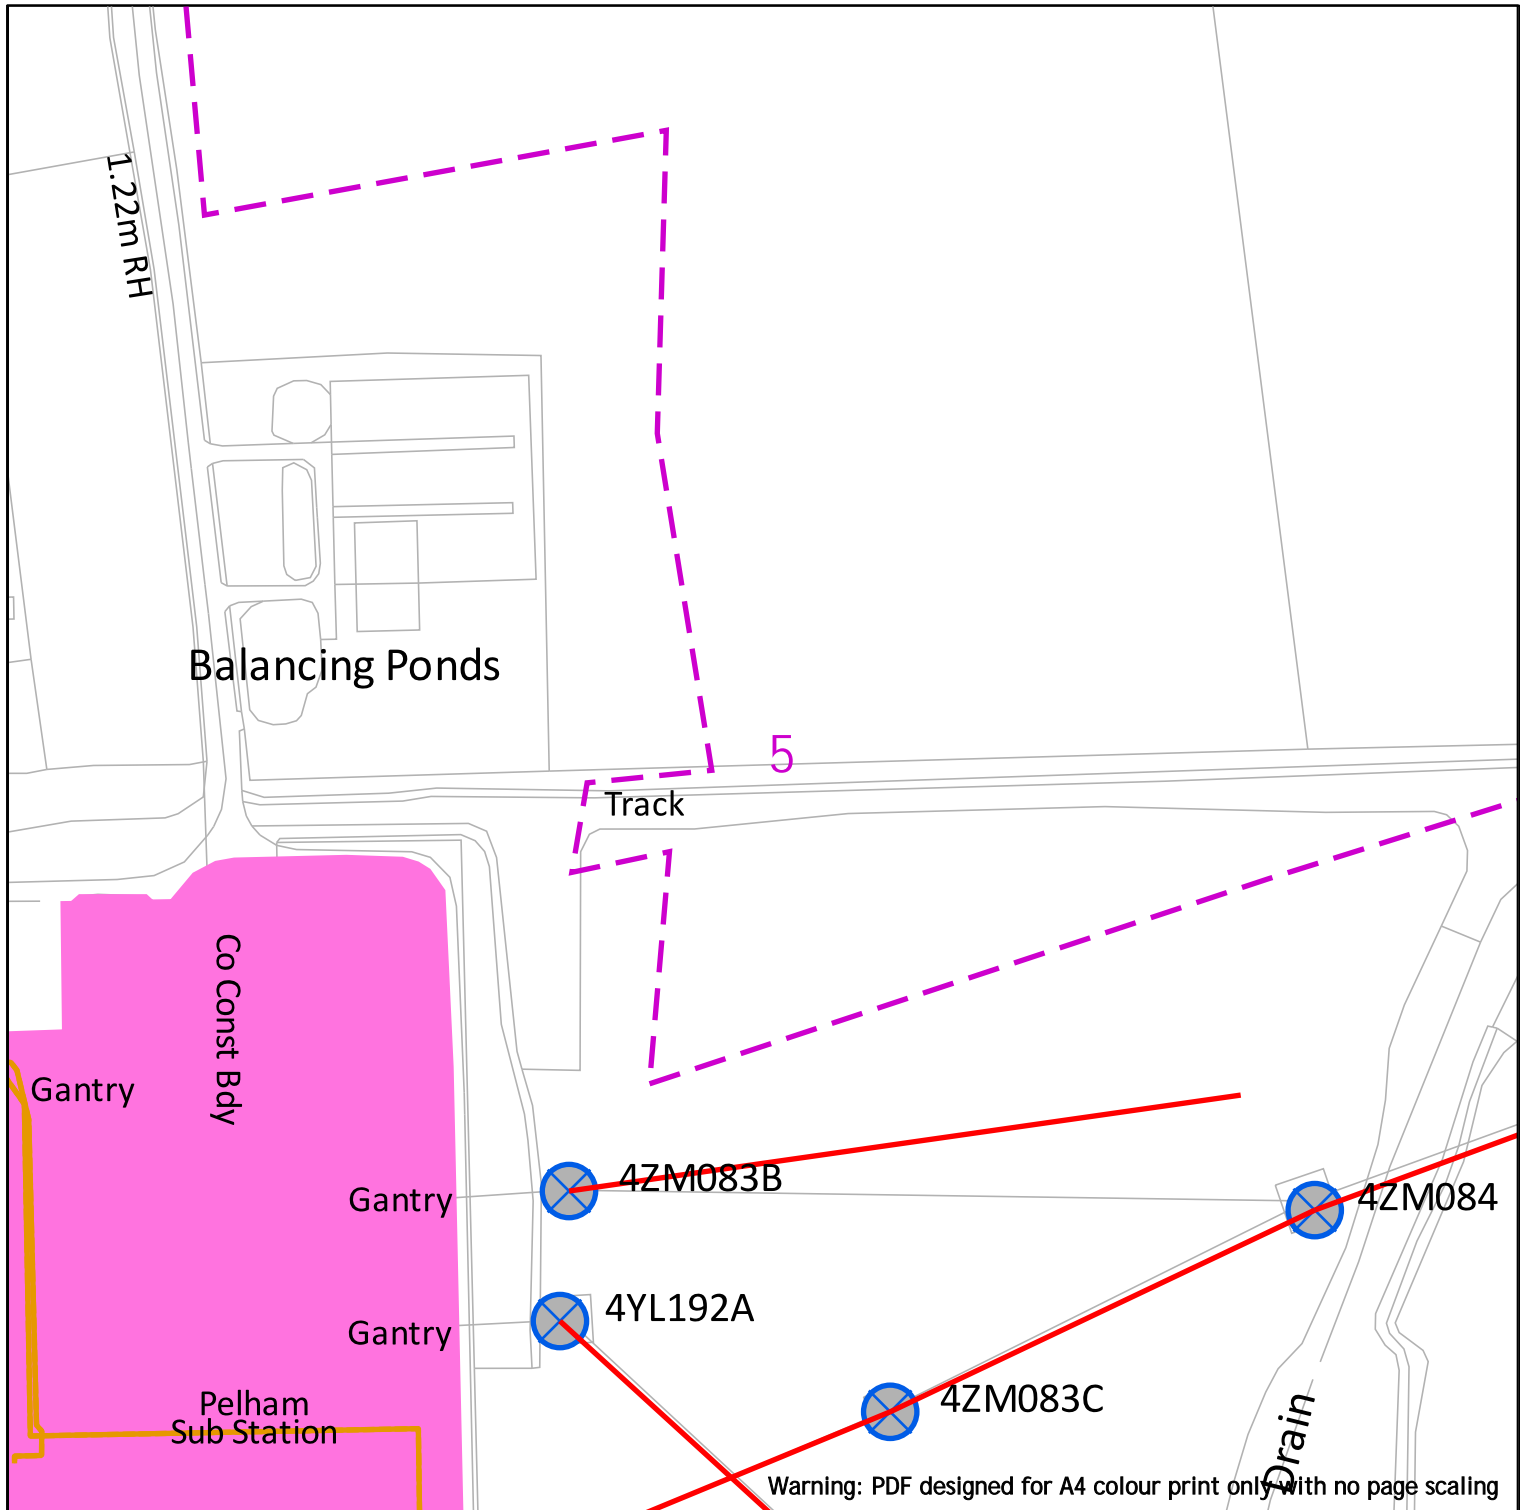 1.22m RH
Balancing Ponds
5
Track
Co Const Bdy
Gantry
4ZM083B
Gantry
4ZM084
4YL192A
Gantry
4ZM083C
Pelham
Sub Station
Drain
Warning: PDF designed for A4 colour print only with no page scaling